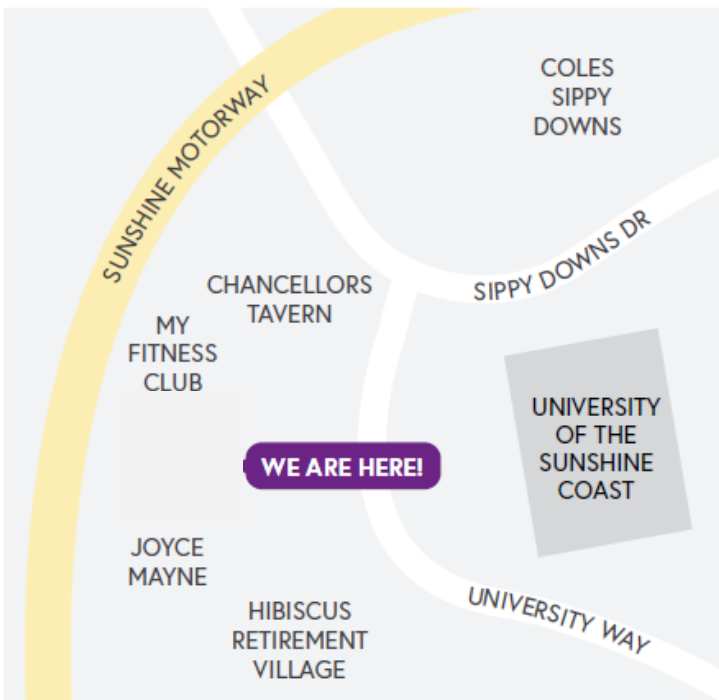 COLES
SIPPY
DOWNS
SUNSHINE MOTORWAY
SIPPY DOWNS DR
CHANCELLORS
TAVERN
MY
FITNESS
CLUB
UNIVERSITY
OF THE
SUNSHINE
COAST
WE ARE HERE!
JOYCE
MAYNE
HIBISCUS
RETIREMENT
VILLAGE
UNIVERSITY WAY